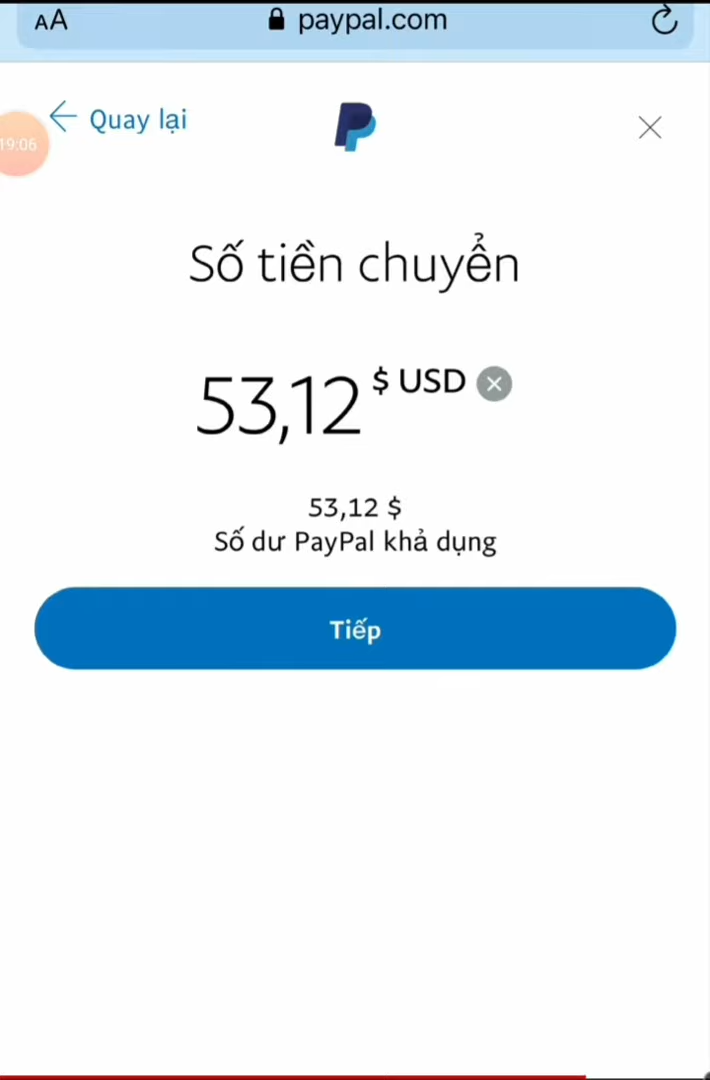 AA
paypal.com
Quay lại
19:06
Số tiền chuyển
53,12 $ USD
53,12 $
Số dư PayPal khả dụng
Tiếp